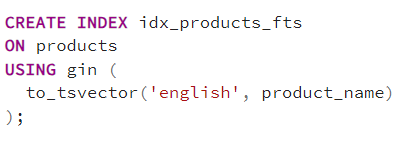 CREATE INDEX idx_products_fts
ON products
USING gin (
  to_tsvector('english', product_name)
);